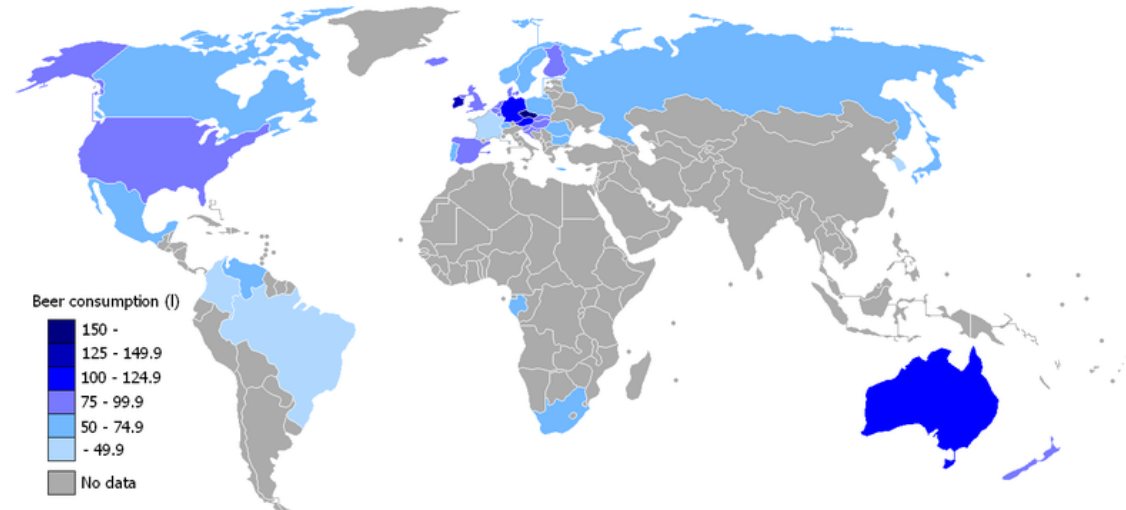 Beer consumption (l)
150 -
125 - 149.9
100 - 124.9
75 - 99.9
50 - 74.9
- 49.9
No data